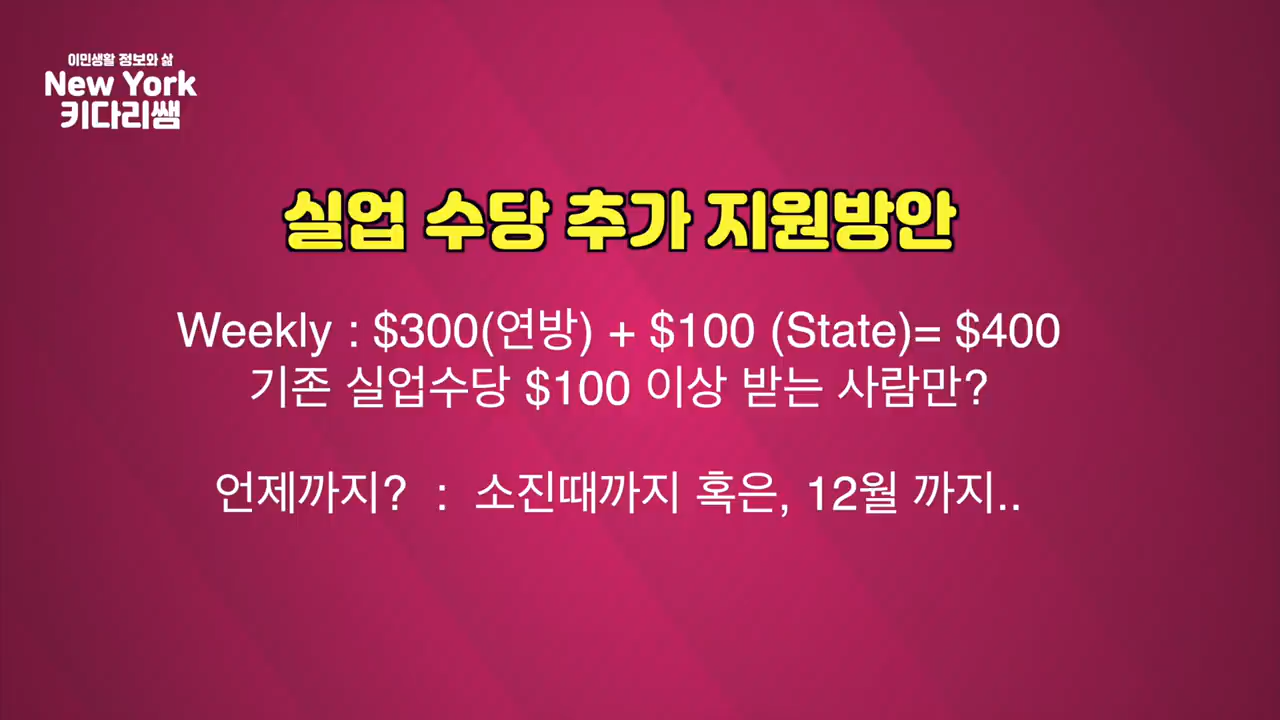 이민생활 정보와 삶
New York
키다리쌤
실업 수당 추가 지원방안
Weekly : $300(연방) + $100 (State)= $400
기존 실업수당 $100 이상 받는 사람만?
언제까지? : 소진때까지 혹은, 12월 까지..